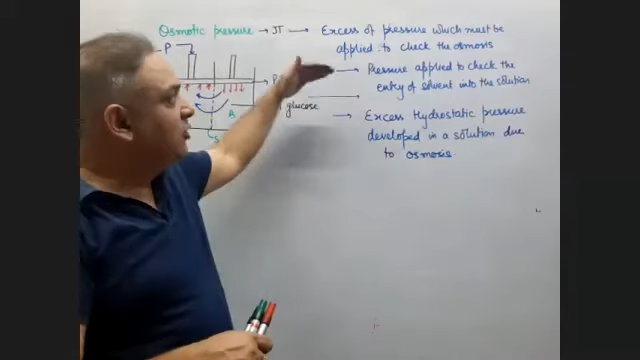 Osmotic pressure → π → Excess of pressure which must be
applied to check the osmosis
P
→ Pressure applied to check the
entry of solvent into the solution
glucose →
B
→ Excess Hydrostatic pressure
developed in a solution due
to osmosis.